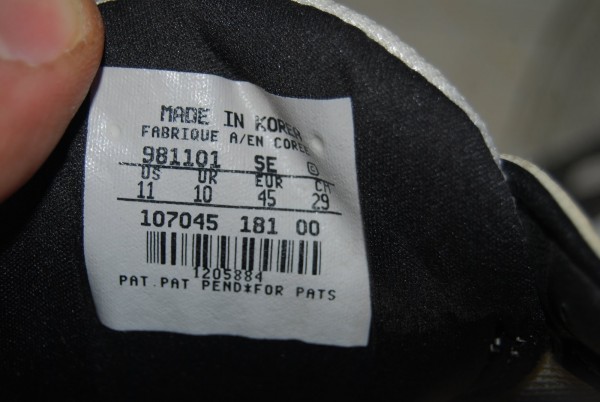 MADE IN KOREA
FABRIQUE A/EN COREE
981101 SE ©
US UK EUR CM
11 10 45 29
107045 181 00
1205884
PAT.PAT PEND*FOR PATS